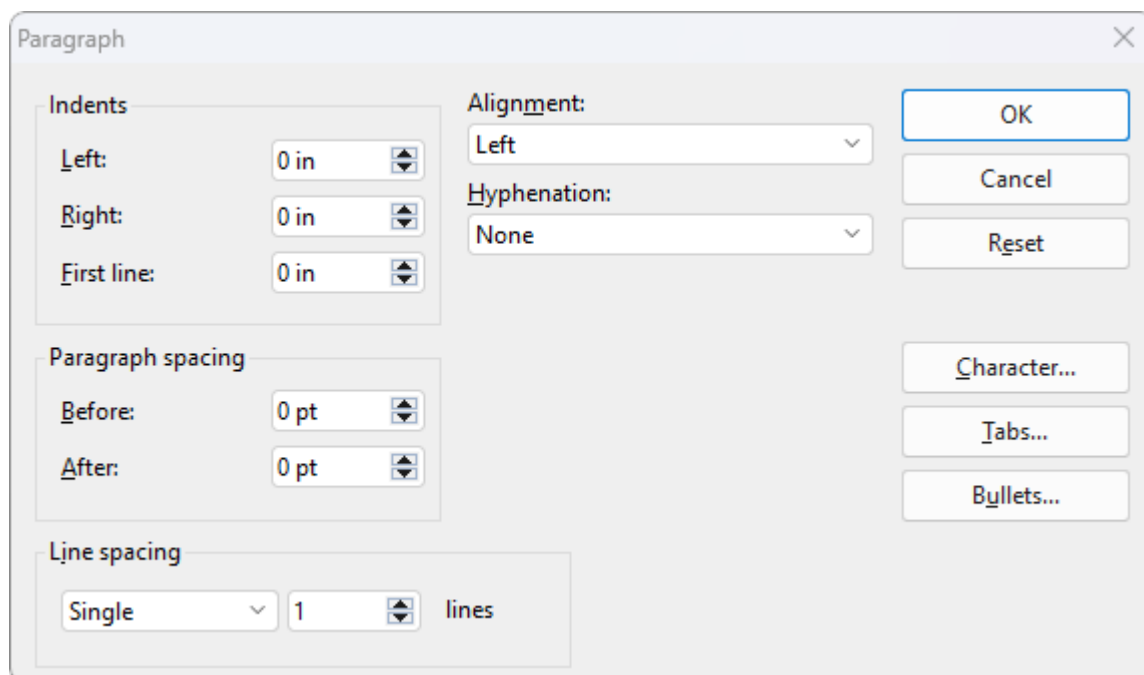 Paragraph
Indents
Left:
0 in
Right:
0 in
First line:
0 in
Alignment:
Left
Hyphenation:
None
OK
Cancel
Reset
Paragraph spacing
Before:
0 pt
After:
0 pt
Character...
Tabs...
Bullets...
Line spacing
Single
1
lines